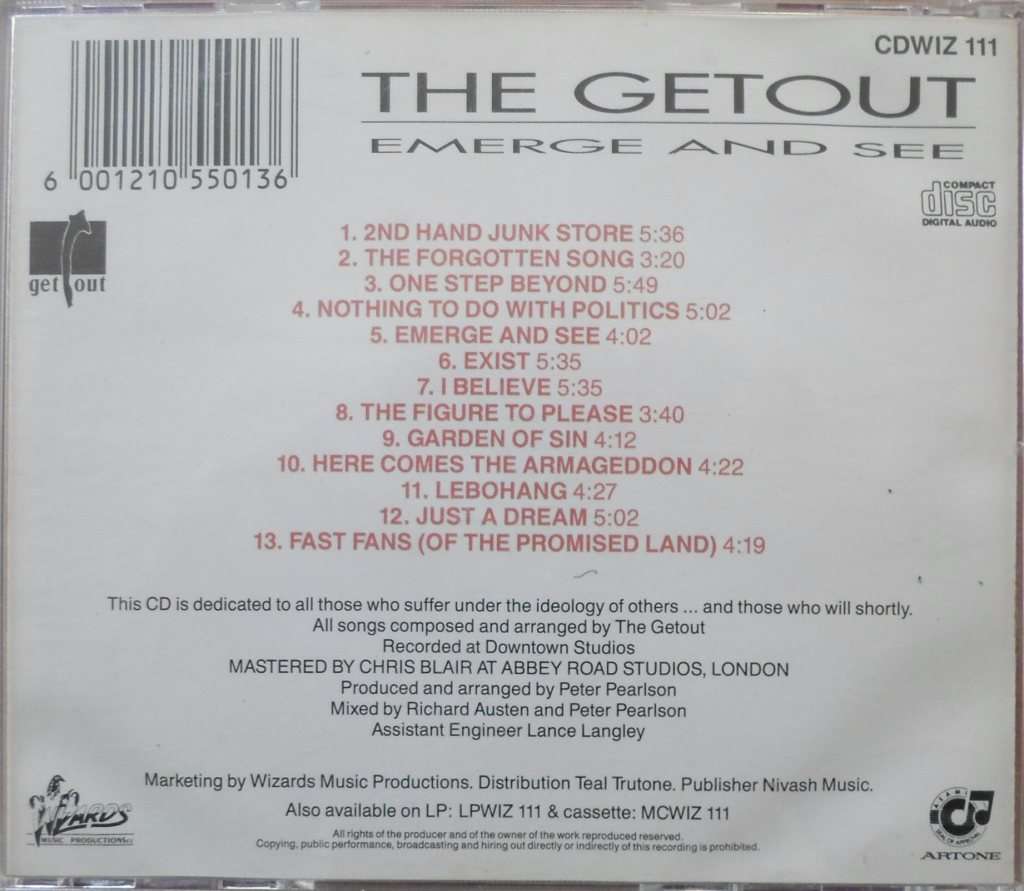 CDWIZ 111
THE GETOUT
EMERGE AND SEE
6 001210 550136
COMPACT
disc
DIGITAL AUDIO
get out
1. 2ND HAND JUNK STORE 5:36
2. THE FORGOTTEN SONG 3:20
3. ONE STEP BEYOND 5:49
4. NOTHING TO DO WITH POLITICS 5:02
5. EMERGE AND SEE 4:02
6. EXIST 5:35
7. I BELIEVE 5:35
8. THE FIGURE TO PLEASE 3:40
9. GARDEN OF SIN 4:12
10. HERE COMES THE ARMAGEDDON 4:22
11. LEBOHANG 4:27
12. JUST A DREAM 5:02
13. FAST FANS (OF THE PROMISED LAND) 4:19
This CD is dedicated to all those who suffer under the ideology of others ... and those who will shortly.
All songs composed and arranged by The Getout
Recorded at Downtown Studios
MASTERED BY CHRIS BLAIR AT ABBEY ROAD STUDIOS, LONDON
Produced and arranged by Peter Pearlson
Mixed by Richard Austen and Peter Pearlson
Assistant Engineer Lance Langley
Marketing by Wizards Music Productions. Distribution Teal Trutone. Publisher Nivash Music.
Also available on LP: LPWIZ 111 & cassette: MCWIZ 111
All rights of the producer and of the owner of the work reproduced reserved.
Copying, public performance, broadcasting and hiring out directly or indirectly of this recording is prohibited.
WIZARDS
MUSIC PRODUCTIONS
ARTONE